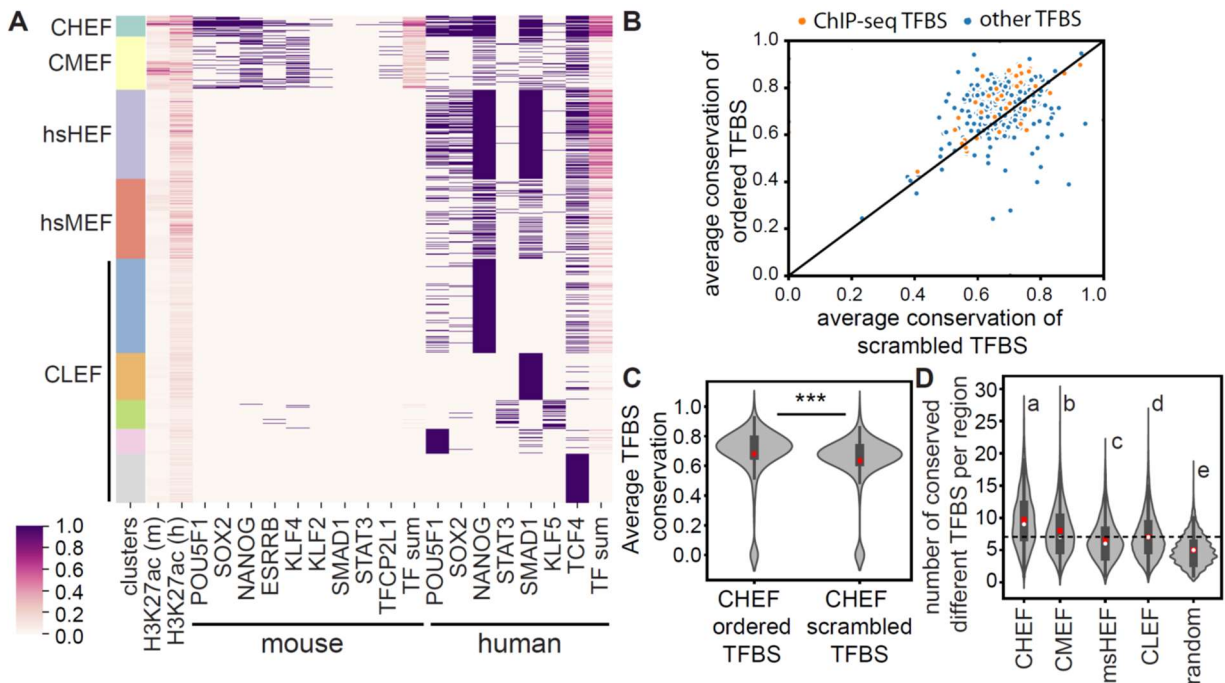 A
CHEF
CMEF
hsHEF
hsMEF
CLEF
1.0
0.8
0.6
0.4
0.2
0.0
clusters
H3K27ac (m)
H3K27ac (h)
POU5F1
SOX2
NANOG
ESRRB
KLF4
KLF2
SMAD1
STAT3
TFCP2L1
TF sum
POU5F1
SOX2
NANOG
STAT3
SMAD1
KLF5
TCF4
TF sum
mouse
human
B
ChIP-seq TFBS
other TFBS
average conservation of
ordered TFBS
1.0
0.8
0.6
0.4
0.2
0.0
0.0
0.2
0.4
0.6
0.8
1.0
average conservation of
scrambled TFBS
C
Average TFBS
conservation
1.0
0.8
0.6
0.4
0.2
0.0
***
CHEF
ordered
TFBS
CHEF
scrambled
TFBS
D
number of conserved
different TFBS per region
30
25
20
15
10
5
0
a
b
c
d
e
CHEF
CMEF
msHEF
CLEF
random